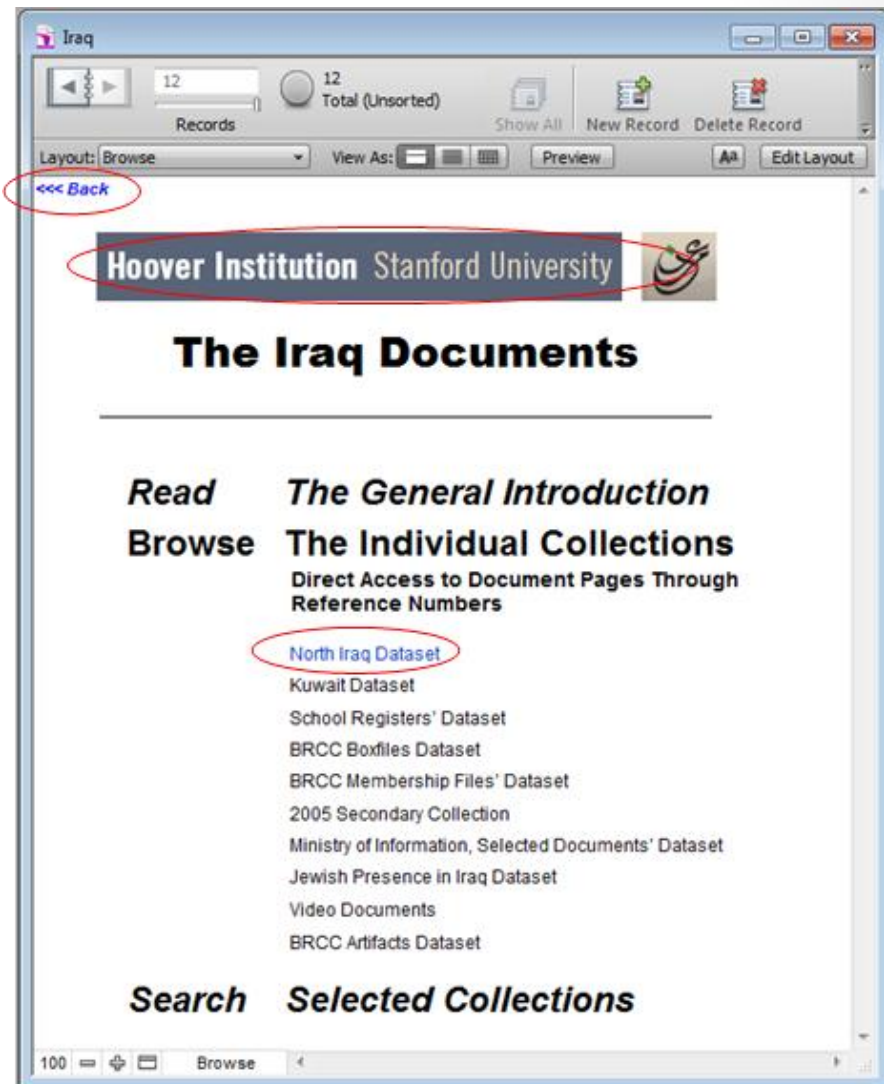 Iraq
12
Records
12
Total (Unsorted)
Show All
New Record
Delete Record
Layout: Browse
View As:
Preview
Aa
Edit Layout
<<< Back
Hoover Institution Stanford University
The Iraq Documents
Read The General Introduction
Browse The Individual Collections
Direct Access to Document Pages Through
Reference Numbers
North Iraq Dataset
Kuwait Dataset
School Registers' Dataset
BRCC Boxfiles Dataset
BRCC Membership Files' Dataset
2005 Secondary Collection
Ministry of Information, Selected Documents' Dataset
Jewish Presence in Iraq Dataset
Video Documents
BRCC Artifacts Dataset
Search Selected Collections
100
Browse